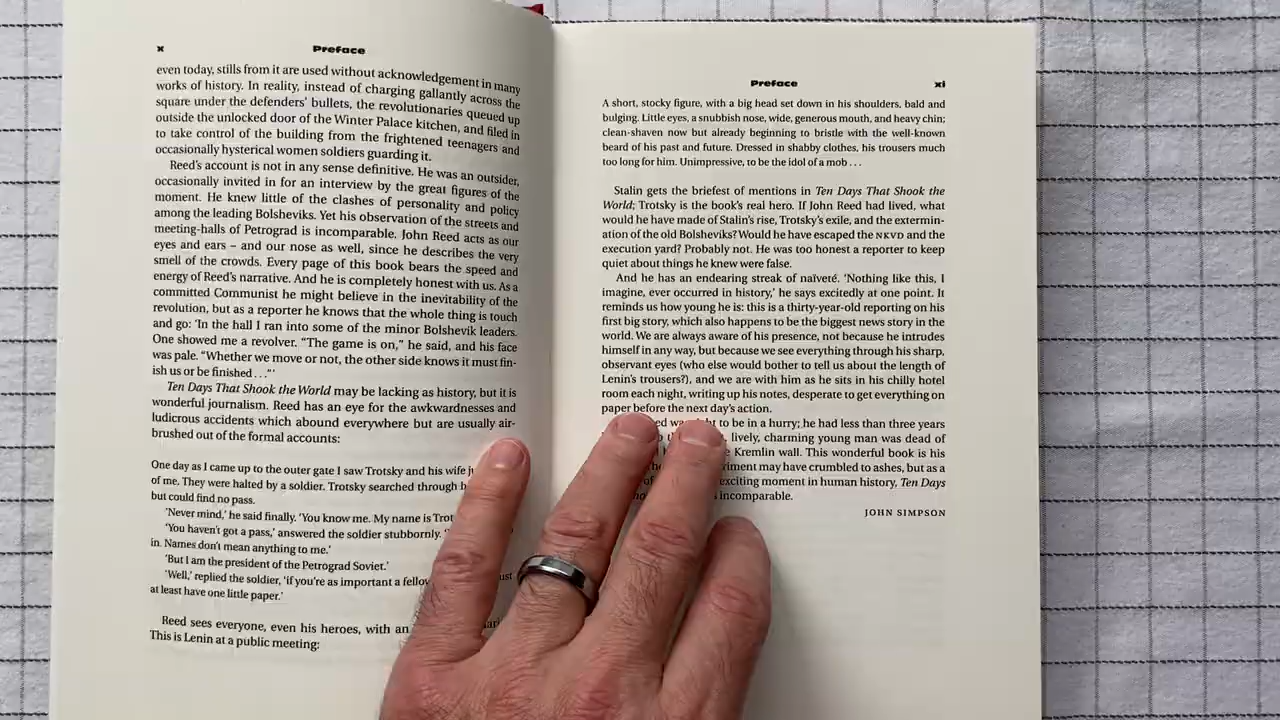 x Preface
even today, stills from it are used without acknowledgement in many
works of history. In reality, instead of charging gallantly across the
square under the defenders' bullets, the revolutionaries queued up
outside the unlocked door of the Winter Palace kitchen, and filed in
to take control of the building from the frightened teenagers and
occasionally hysterical women soldiers guarding it.
Reed's account is not in any sense definitive. He was an outsider,
occasionally invited in for an interview by the great figures of the
moment. He knew little of the clashes of personality and policy
among the leading Bolsheviks. Yet his observation of the streets and
meeting-halls of Petrograd is incomparable. John Reed acts as our
eyes and ears – and our nose as well, since he describes the very
smell of the crowds. Every page of this book bears the speed and
energy of Reed's narrative. And he is completely honest with us. As a
committed Communist he might believe in the inevitability of the
revolution, but as a reporter he knows that the whole thing is touch
and go: 'In the hall I ran into some of the minor Bolshevik leaders.
One showed me a revolver. "The game is on," he said, and his face
was pale. "Whether we move or not, the other side knows it must fin-
ish us or be finished . . ."'
Ten Days That Shook the World may be lacking as history, but it is
wonderful journalism. Reed has an eye for the awkwardnesses and
ludicrous accidents which abound everywhere but are usually air-
brushed out of the formal accounts:
One day as I came up to the outer gate I saw Trotsky and his wife
of me. They were halted by a soldier. Trotsky searched through
but could find no pass.
'Never mind,' he said finally. 'You know me. My name is
'You haven't got a pass,' answered the soldier stubbornly.
in. Names don't mean anything to me.'
'But I am the president of the Petrograd Soviet.'
'Well,' replied the soldier, 'if you're as important a
at least have one little paper.'
Reed sees everyone, even his heroes, with an
This is Lenin at a public meeting:
Preface xi
A short, stocky figure, with a big head set down in his shoulders, bald and
bulging. Little eyes, a snubbish nose, wide, generous mouth, and heavy chin;
clean-shaven now but already beginning to bristle with the well-known
beard of his past and future. Dressed in shabby clothes, his trousers much
too long for him. Unimpressive, to be the idol of a mob . . .
Stalin gets the briefest of mentions in Ten Days That Shook the
World; Trotsky is the book's real hero. If John Reed had lived, what
would he have made of Stalin's rise, Trotsky's exile, and the extermin-
ation of the old Bolsheviks? Would he have escaped the NKVD and the
execution yard? Probably not. He was too honest a reporter to keep
quiet about things he knew were false.
And he has an endearing streak of naïveté. 'Nothing like this, I
imagine, ever occurred in history,' he says excitedly at one point. It
reminds us how young he is: this is a thirty-year-old reporting on his
first big story, which also happens to be the biggest news story in the
world. We are always aware of his presence, not because he intrudes
himself in any way, but because we see everything through his sharp,
observant eyes (who else would bother to tell us about the length of
Lenin's trousers?), and we are with him as he sits in his chilly hotel
room each night, writing up his notes, desperate to get everything on
paper before the next day's action.
to be in a hurry; he had less than three years
lively, charming young man was dead of
Kremlin wall. This wonderful book is his
may have crumbled to ashes, but as a
exciting moment in human history, Ten Days
incomparable.
JOHN SIMPSON